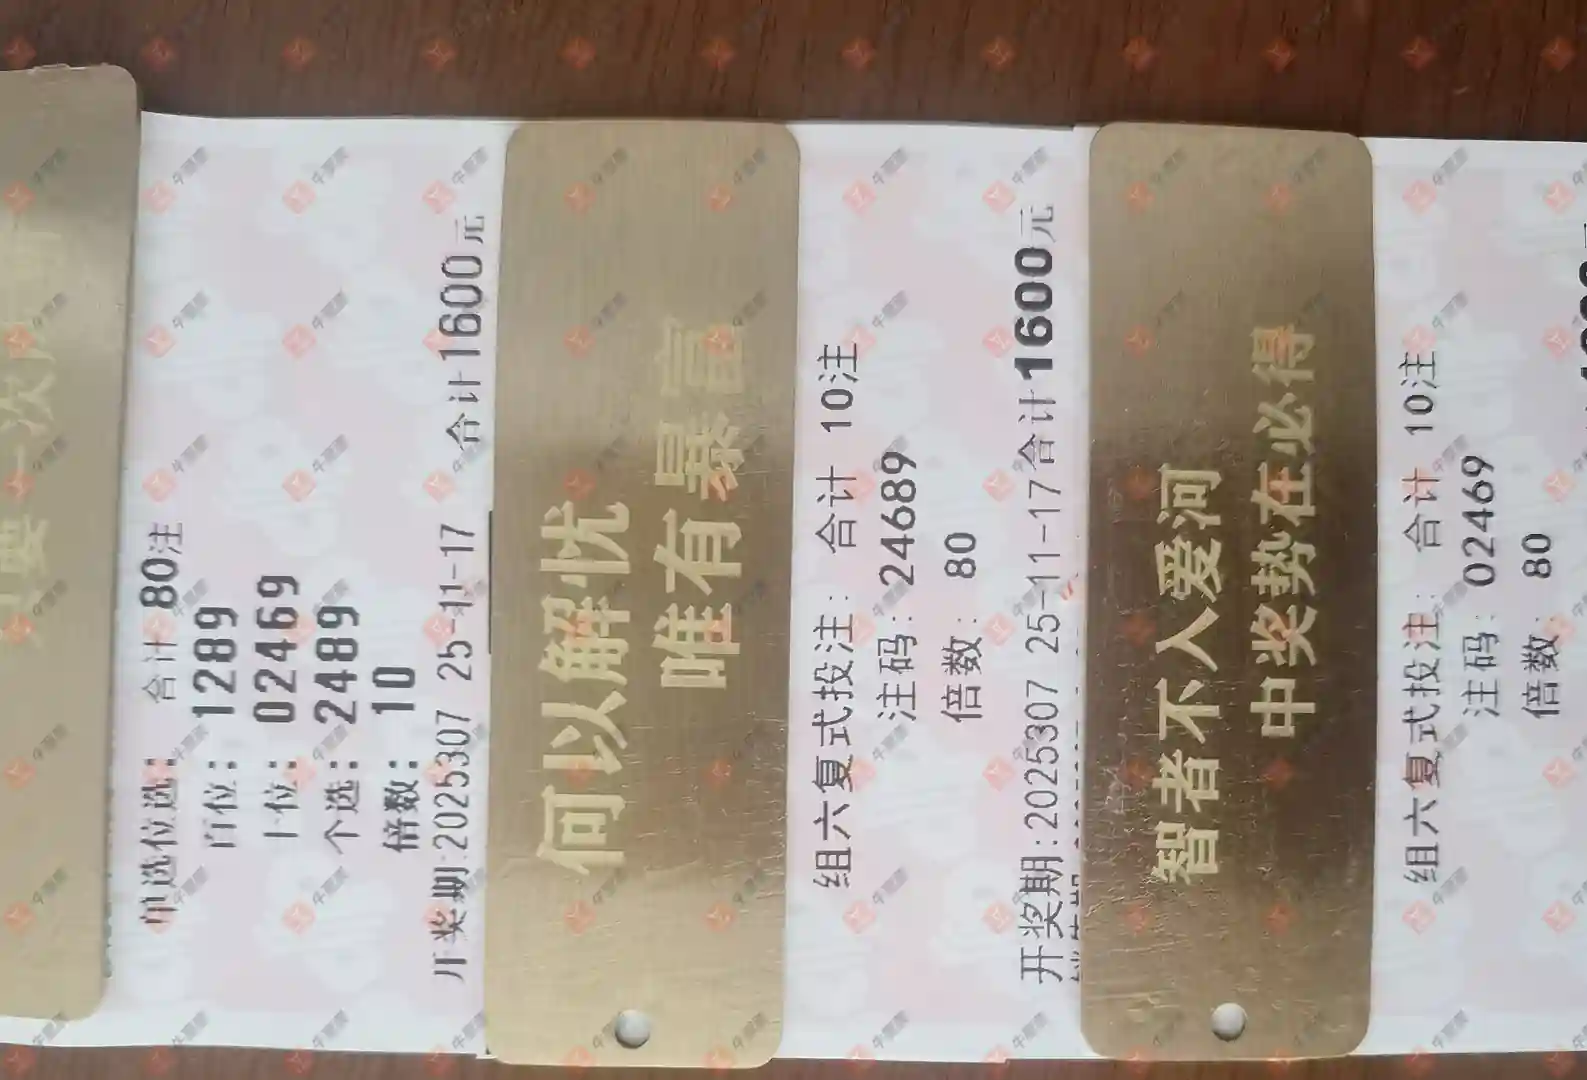 单选位选: 合计 80注
百位: 1289
十位: 02469
个选: 2489
倍数: 10
开奖期:2025307 25-11-17 合计1600元
何以解忧
唯有暴富
组六复式投注: 合计 10注
注码: 24689
倍数: 80
开奖期:2025307 25-11-17合计1600元
智者不入爱河
中奖势在必得
组六复式投注: 合计 10注
注码: 02469
倍数: 80